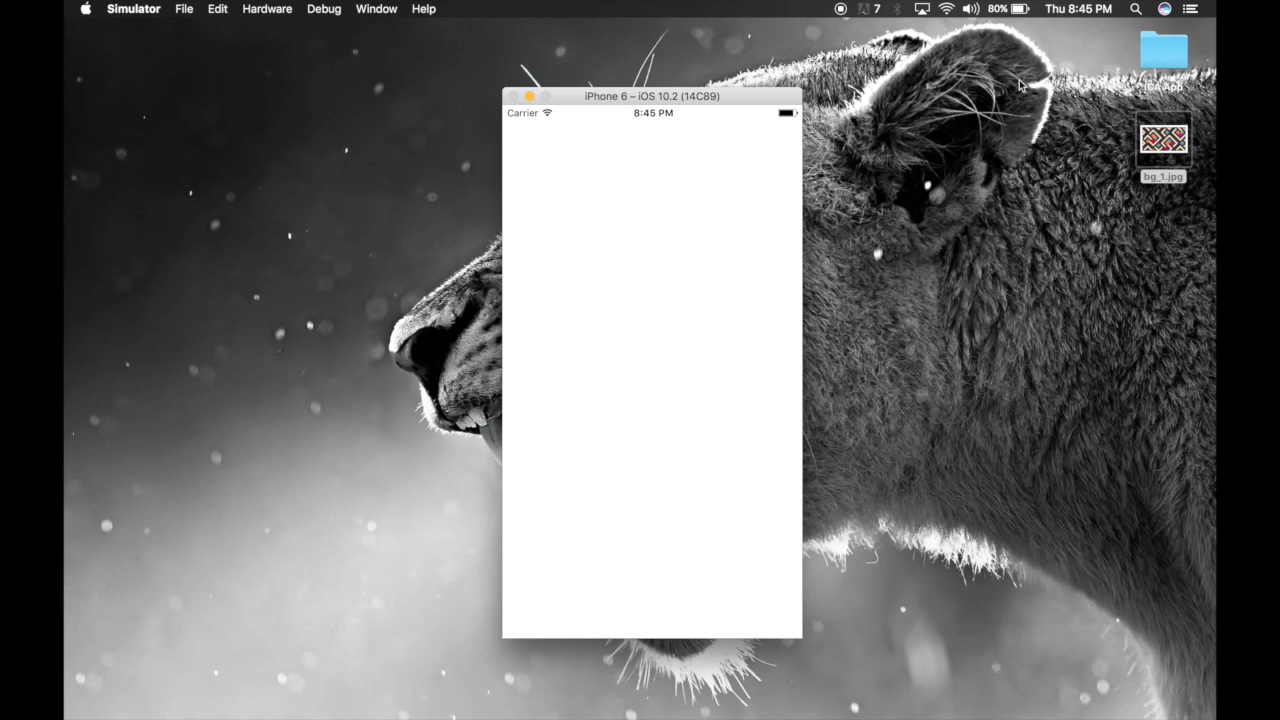 Simulator File Edit Hardware Debug Window Help 7 80% Thu 8:45 PM
iPhone 6 – iOS 10.2 (14C89)
Carrier 8:45 PM
ICA App
bg_1.jpg